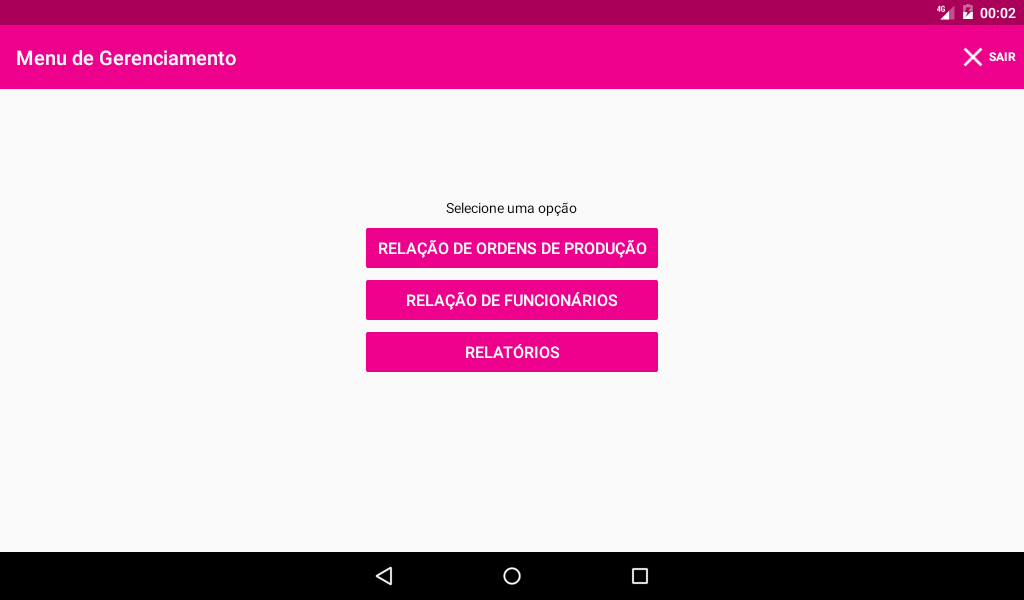 4G 00:02
Menu de Gerenciamento
SAIR
Selecione uma opção
RELAÇÃO DE ORDENS DE PRODUÇÃO
RELAÇÃO DE FUNCIONÁRIOS
RELATÓRIOS